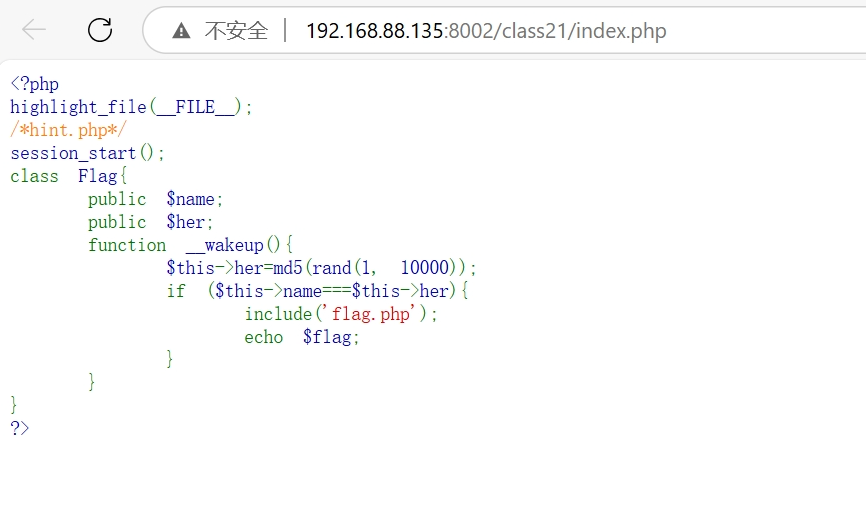 不安全 | 192.168.88.135:8002/class21/index.php
<?php
highlight_file(__FILE__);
/*hint.php*/
session_start();
class Flag{
public $name;
public $her;
function __wakeup(){
$this->her=md5(rand(1, 10000));
if ($this->name===$this->her){
include('flag.php');
echo $flag;
}
}
}
?>